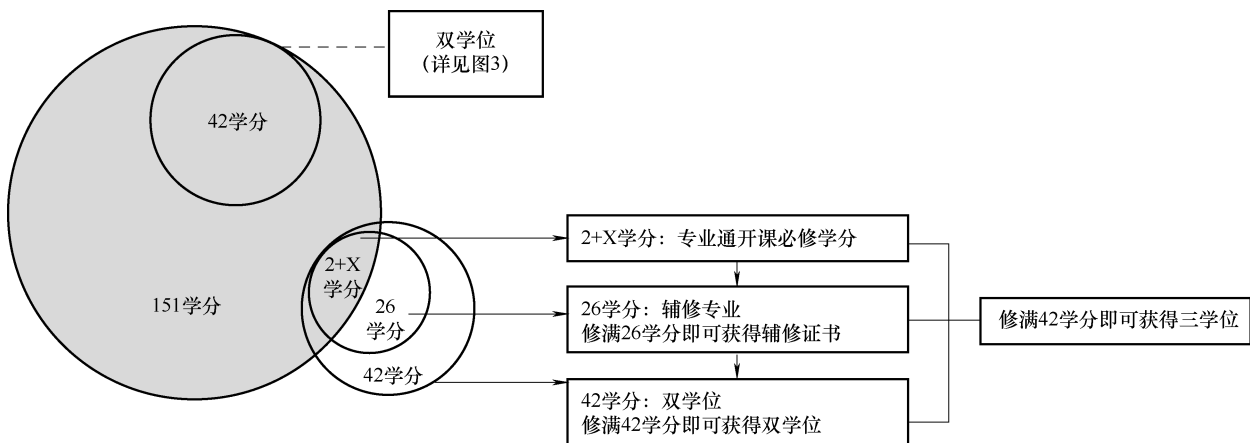 双学位
（详见图3）
42学分
151学分
2+X
学分
26
学分
42学分
2+X学分：专业通开课必修学分
26学分：辅修专业
修满26学分即可获得辅修证书
42学分：双学位
修满42学分即可获得双学位
修满42学分即可获得三学位